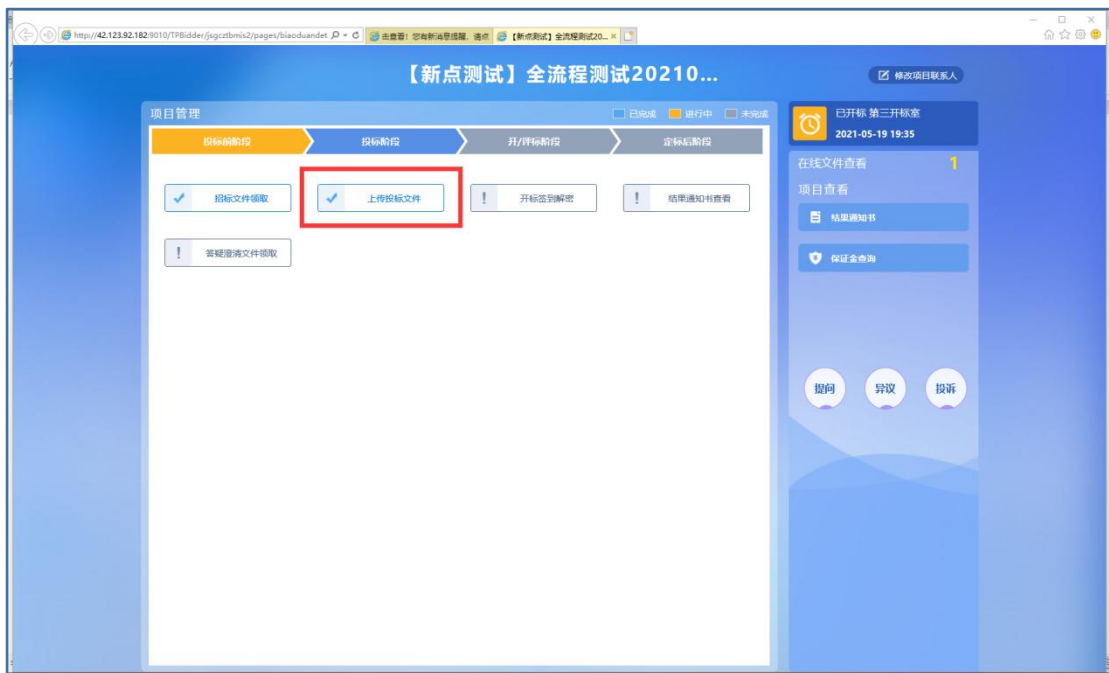 http://42.123.92.182:9010/TPBidder/jsgcztbmis2/pages/biaoduandet
去查看！您有新消息提醒，请点
【新点测试】全流程测试20...
【新点测试】全流程测试20210...
修改项目联系人
项目管理
已完成 进行中 未完成
投标前阶段 投标阶段 开/评标阶段 定标后阶段
招标文件领取 上传投标文件 开标签到解密 结果通知书查看
答疑澄清文件领取
已开标 第三开标室
2021-05-19 19:35
在线文件查看 1
项目查看
结果通知书
保证金查询
提问 异议 投诉